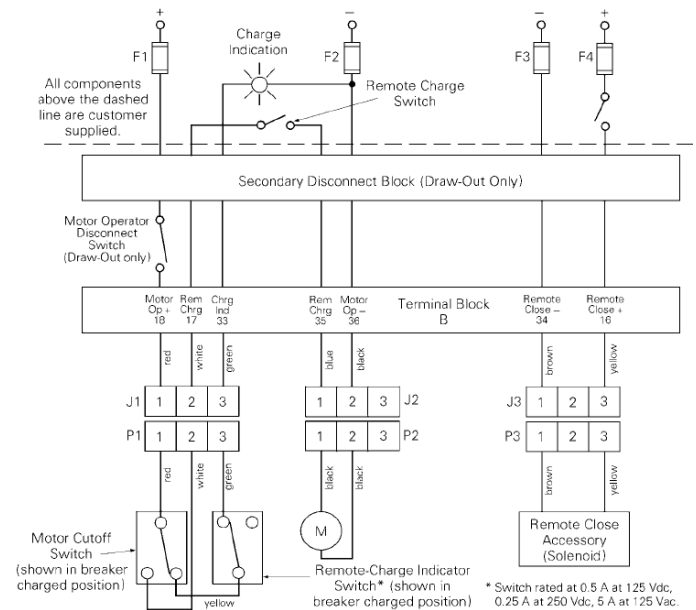 +
−
−
+
F1
Charge
Indication
F2
F3
F4
All components
above the dashed
line are customer
supplied.
Remote Charge
Switch
Secondary Disconnect Block (Draw-Out Only)
Motor Operator
Disconnect
Switch
(Draw-Out only)
Motor
Op +
18
Rem
Chrg
17
Chrg
Ind
33
Rem
Chrg
35
Motor
Op −
36
Terminal Block
B
Remote
Close −
34
Remote
Close +
16
red
white
green
blue
black
brown
yellow
J1
1
2
3
1
2
3
J2
J3
1
2
3
P1
1
2
3
1
2
3
P2
P3
1
2
3
red
white
green
black
black
brown
yellow
M
Motor Cutoff
Switch
(shown in breaker
charged position)
yellow
Remote-Charge Indicator
Switch* (shown in
breaker charged position)
Remote Close
Accessory
(Solenoid)
* Switch rated at 0.5 A at 125 Vdc,
0.25 A at 250 Vdc, 5 A at 125 Vac.